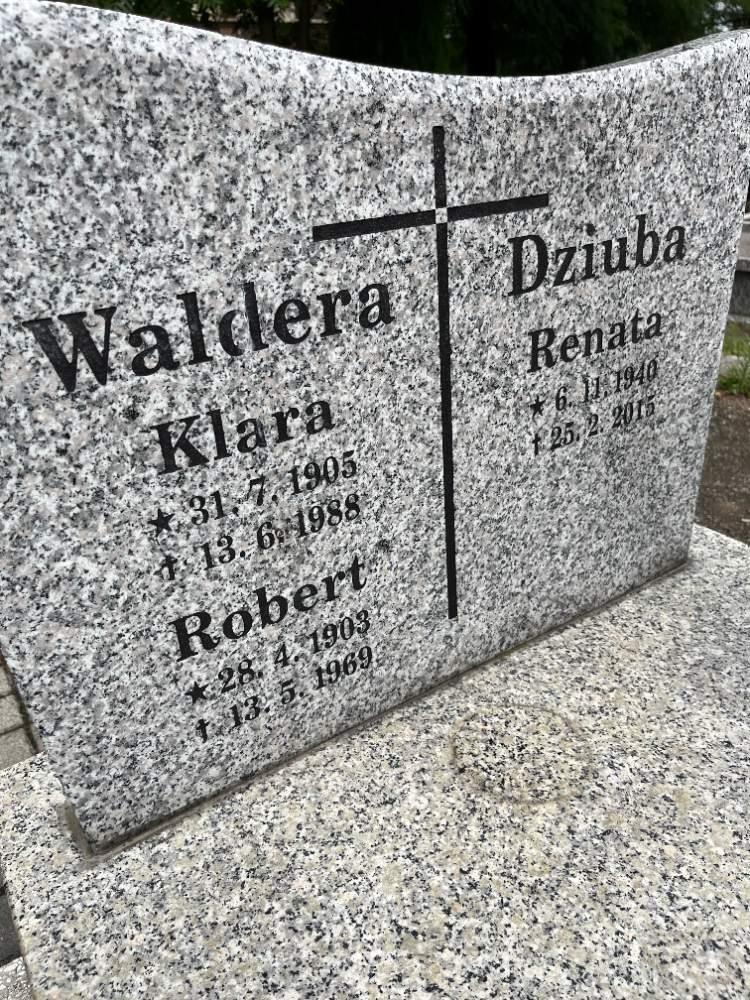 Waldera
Klara
★ 31. 7. 1905
† 13. 6. 1988
Robert
★ 28. 4. 1903
† 13. 5. 1969
Dziuba
Renata
★ 6. 11. 1940
† 25. 2. 2015